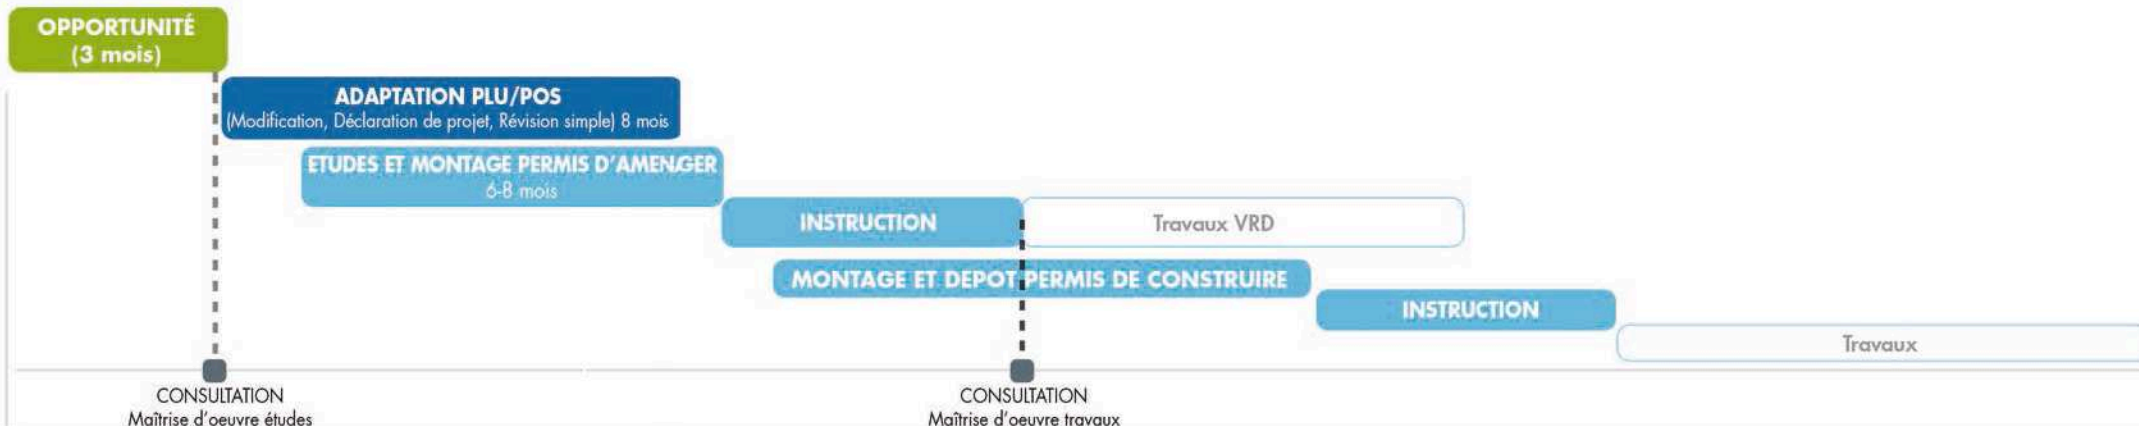 OPPORTUNITÉ
(3 mois)
ADAPTATION PLU/POS
(Modification, Déclaration de projet, Révision simple) 8 mois
ETUDES ET MONTAGE PERMIS D'AMENAGER
6-8 mois
INSTRUCTION
Travaux VRD
MONTAGE ET DEPOT PERMIS DE CONSTRUIRE
INSTRUCTION
Travaux
CONSULTATION
Maîtrise d'oeuvre études
CONSULTATION
Maîtrise d'oeuvre travaux